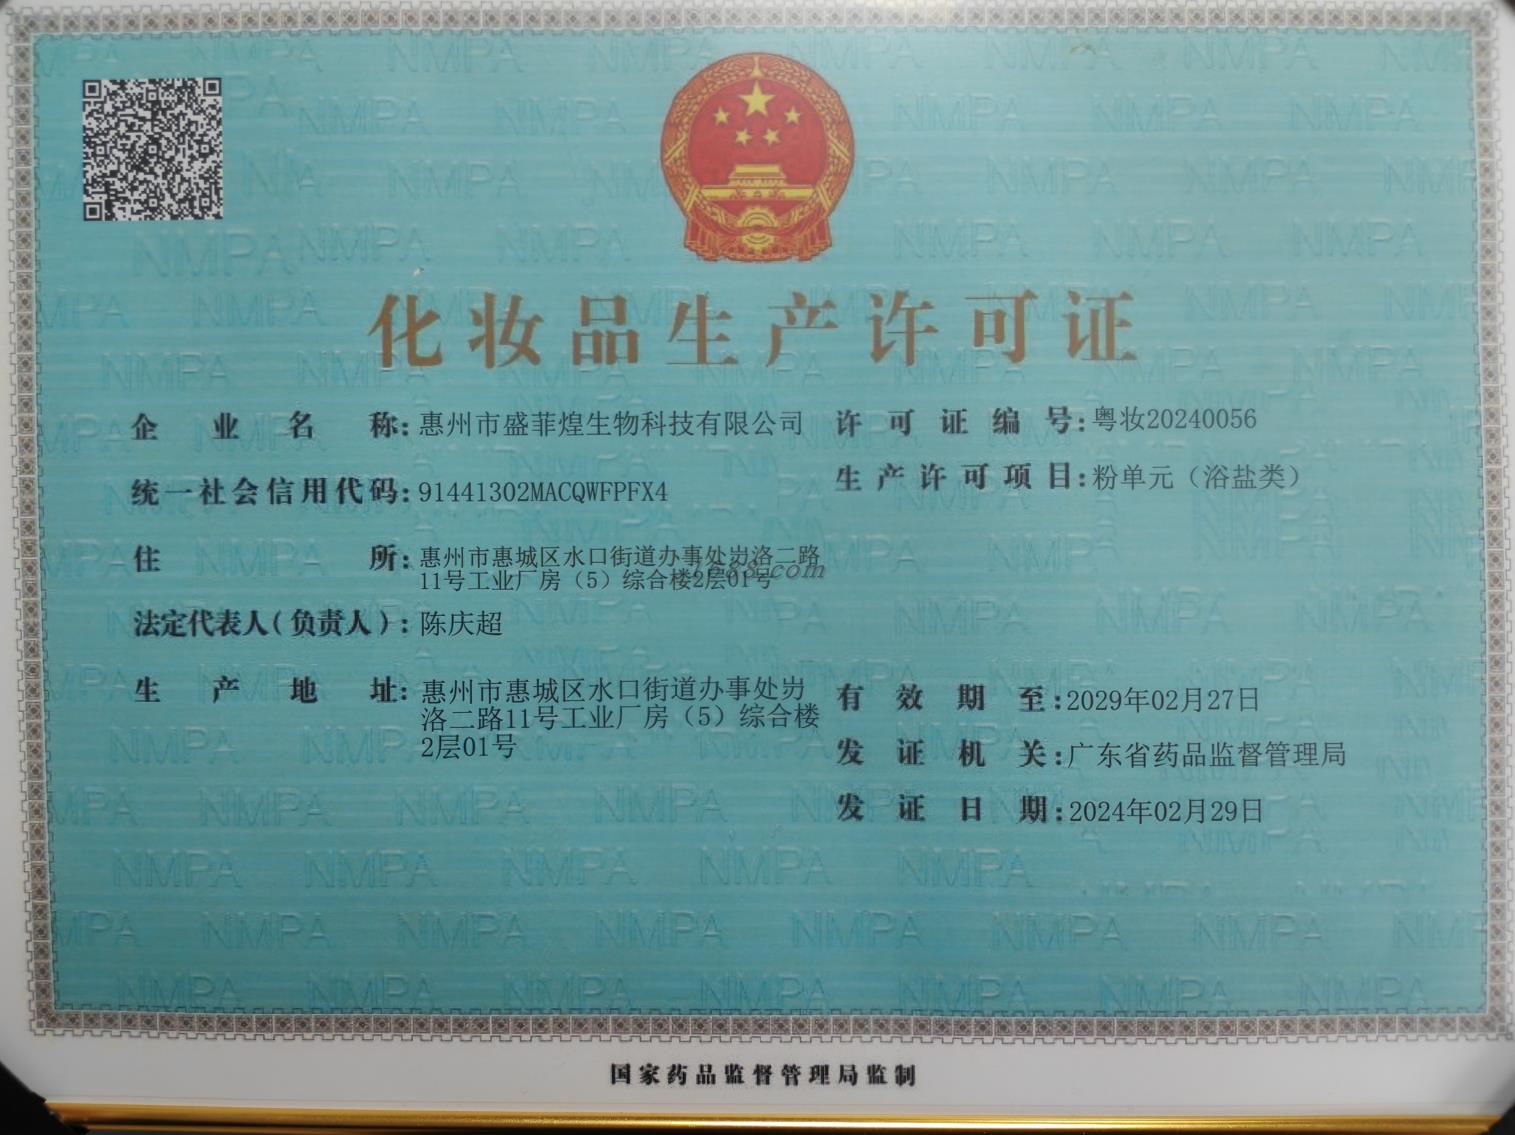 化妆品生产许可证
企业名称：惠州市盛菲煌生物科技有限公司
许可证编号：粤妆20240056
统一社会信用代码：91441302MACQWFPFX4
生产许可项目：粉单元（浴盐类）
住所：惠州市惠城区水口街道办事处岃洛二路
11号工业厂房（5）综合楼2层01号
1688.com
法定代表人（负责人）：陈庆超
生产地址：惠州市惠城区水口街道办事处岃
洛二路11号工业厂房（5）综合楼
2层01号
有效期至：2029年02月27日
发证机关：广东省药品监督管理局
发证日期：2024年02月29日
国家药品监督管理局监制